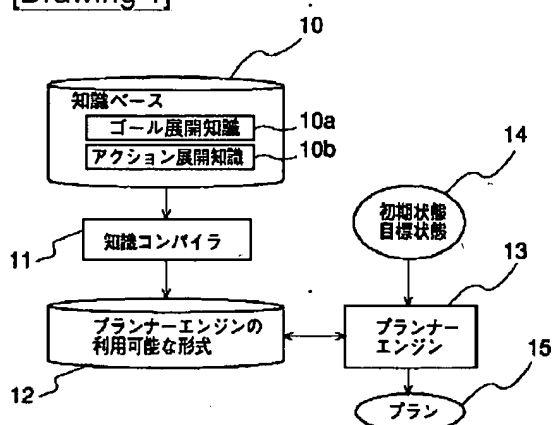 [Drawing 1]
10
知識ベース
ゴール展開知識
10a
アクション展開知識
10b
14
初期状態
目標状態
知識コンパイラ
11
13
プランナーエンジンの
利用可能な形式
プランナー
エンジン
12
15
プラン